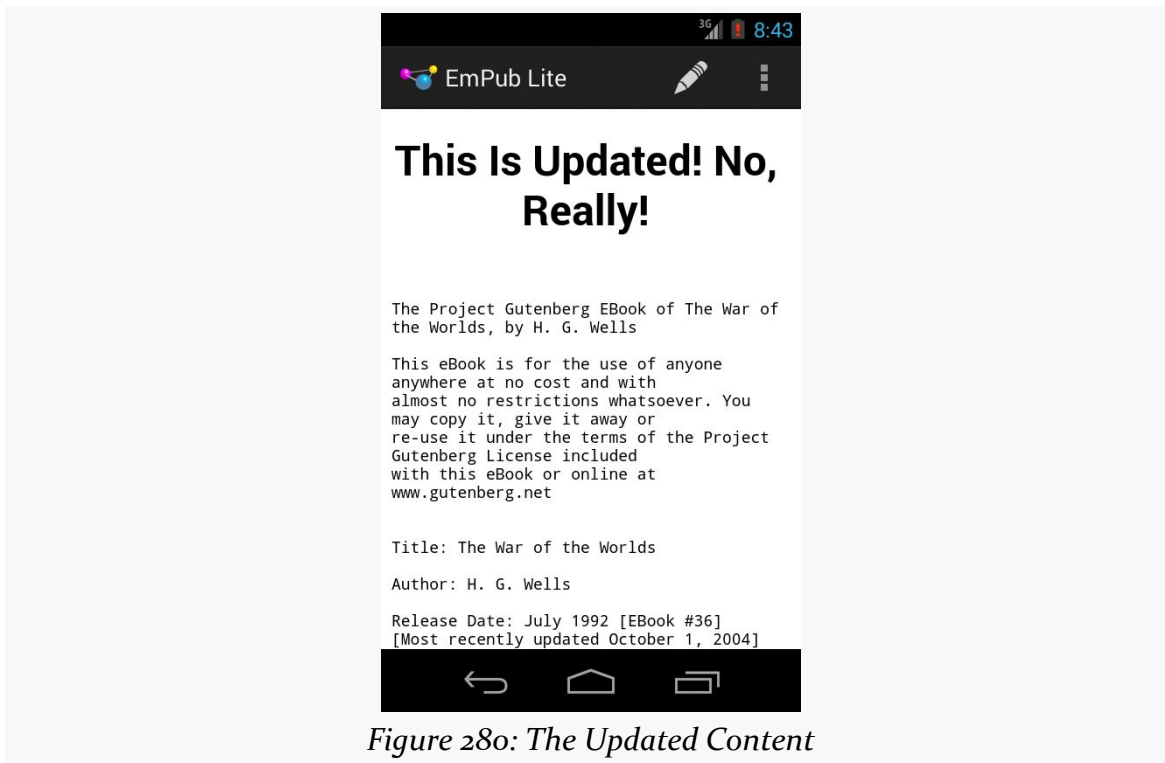 3G 8:43
EmPub Lite
This Is Updated! No,
Really!
The Project Gutenberg EBook of The War of
the Worlds, by H. G. Wells
This eBook is for the use of anyone
anywhere at no cost and with
almost no restrictions whatsoever. You
may copy it, give it away or
re-use it under the terms of the Project
Gutenberg License included
with this eBook or online at
www.gutenberg.net
Title: The War of the Worlds
Author: H. G. Wells
Release Date: July 1992 [EBook #36]
[Most recently updated October 1, 2004]
Figure 280: The Updated Content